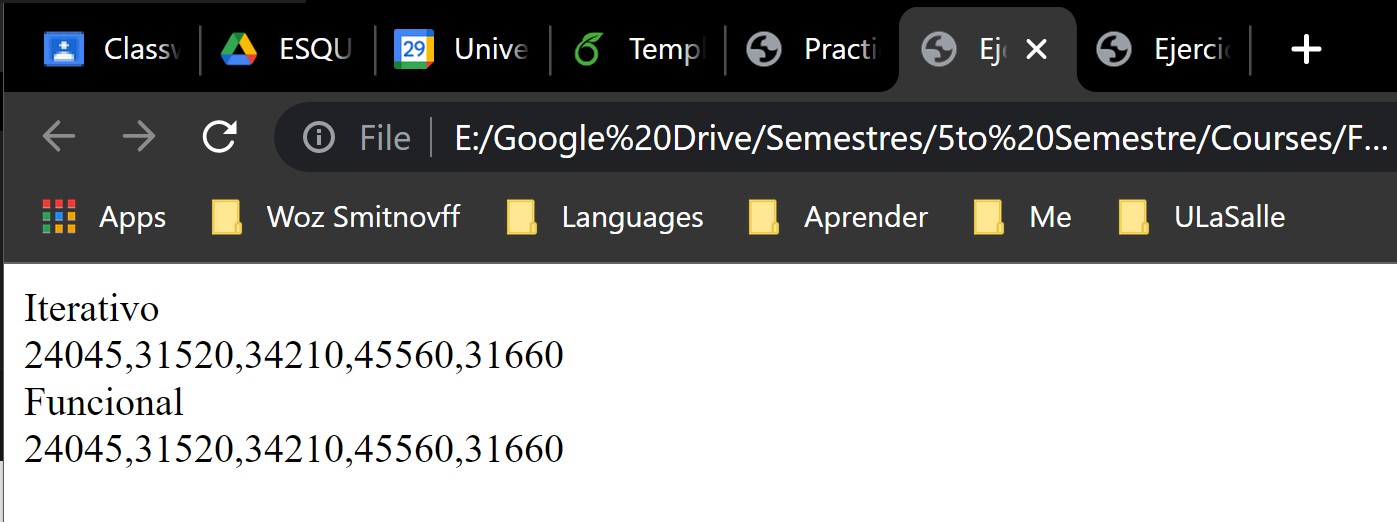 Classw ESQU Unive Templ Practi Eje Ejercic
29
File E:/Google%20Drive/Semestres/5to%20Semestre/Courses/F...
Apps Woz Smitnovff Languages Aprender Me ULaSalle
Iterativo
24045,31520,34210,45560,31660
Funcional
24045,31520,34210,45560,31660